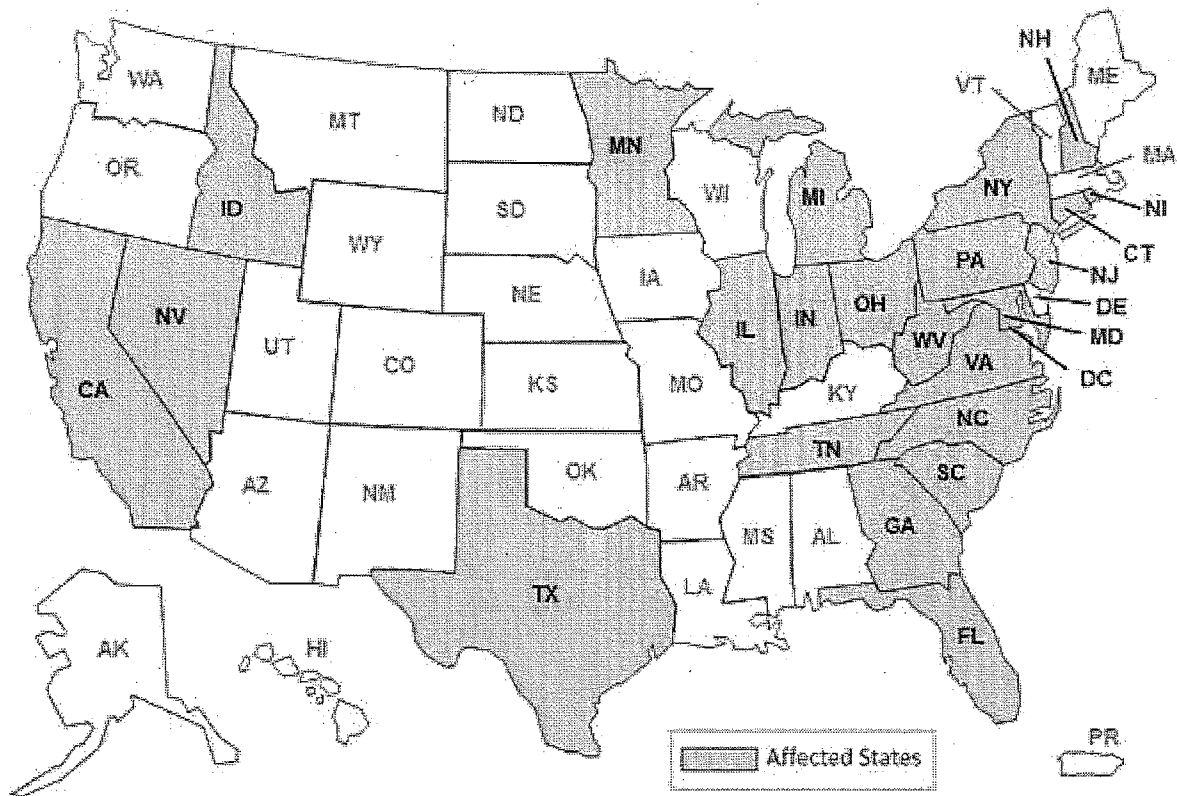 NH
WA
VT
ME
MT
ND
MN
OR
MA
ID
SD
WI
MI
NY
NI
WY
CT
PA
NJ
IA
NE
DE
NV
IL
IN
OH
MD
WV
UT
CO
VA
DC
CA
KS
MO
KY
NC
TN
OK
SC
AZ
NM
AR
GA
MS
AL
LA
TX
FL
AK
HI
PR
Affected States